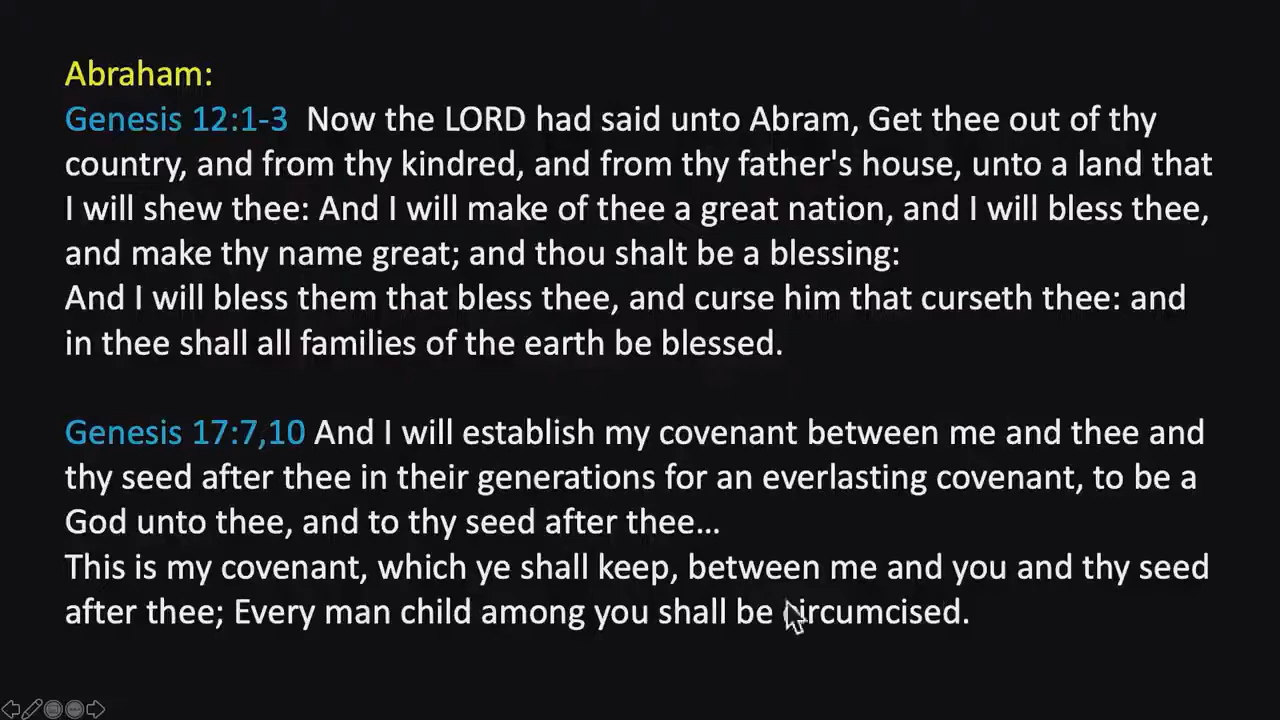 Abraham:
Genesis 12:1-3  Now the LORD had said unto Abram, Get thee out of thy
country, and from thy kindred, and from thy father's house, unto a land that
I will shew thee: And I will make of thee a great nation, and I will bless thee,
and make thy name great; and thou shalt be a blessing:
And I will bless them that bless thee, and curse him that curseth thee: and
in thee shall all families of the earth be blessed.
Genesis 17:7,10 And I will establish my covenant between me and thee and
thy seed after thee in their generations for an everlasting covenant, to be a
God unto thee, and to thy seed after thee…
This is my covenant, which ye shall keep, between me and you and thy seed
after thee; Every man child among you shall be circumcised.